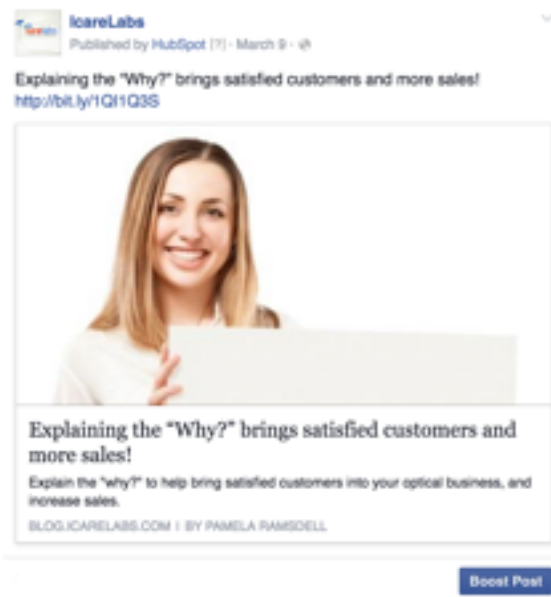 IcareLabs
Published by HubSpot [?] · March 9 ·
Explaining the "Why?" brings satisfied customers and more sales!
http://bit.ly/1QI1Q3S
Explaining the "Why?" brings satisfied customers and
more sales!
Explain the "why?" to help bring satisfied customers into your optical business, and
increase sales.
BLOG.ICARELABS.COM | BY PAMELA RAMSDELL
Boost Post